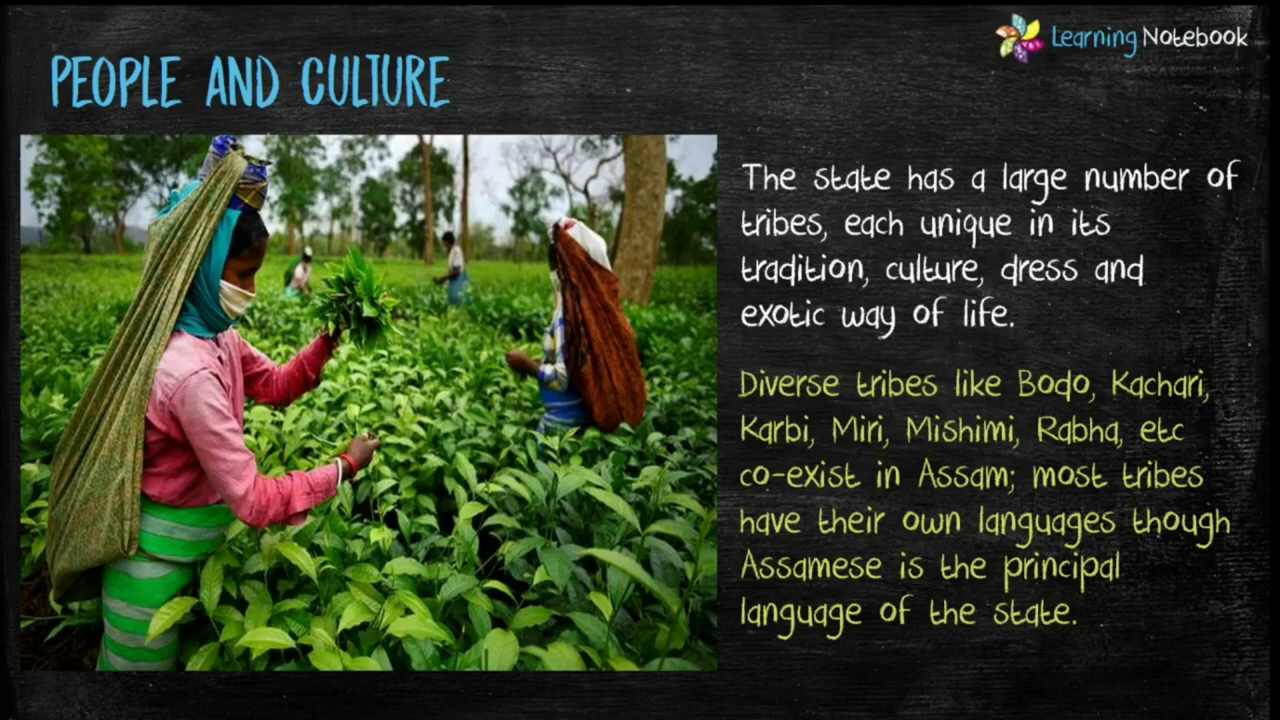 Learning Notebook
PEOPLE AND CULTURE
The state has a large number of
tribes, each unique in its
tradition, culture, dress and
exotic way of life.
Diverse tribes like Bodo, Kachari,
Karbi, Miri, Mishimi, Rabha, etc
co-exist in Assam; most tribes
have their own languages though
Assamese is the principal
language of the state.